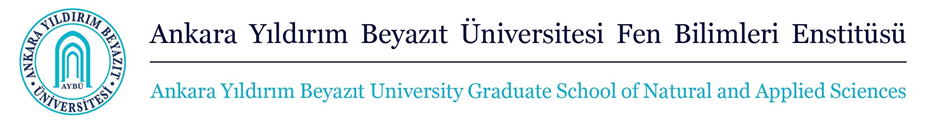 ANKARA YILDIRIM BEYAZIT
AYBÜ
ÜNİVERSİTESİ
Ankara Yıldırım Beyazıt Üniversitesi Fen Bilimleri Enstitüsü
Ankara Yıldırım Beyazıt University Graduate School of Natural and Applied Sciences